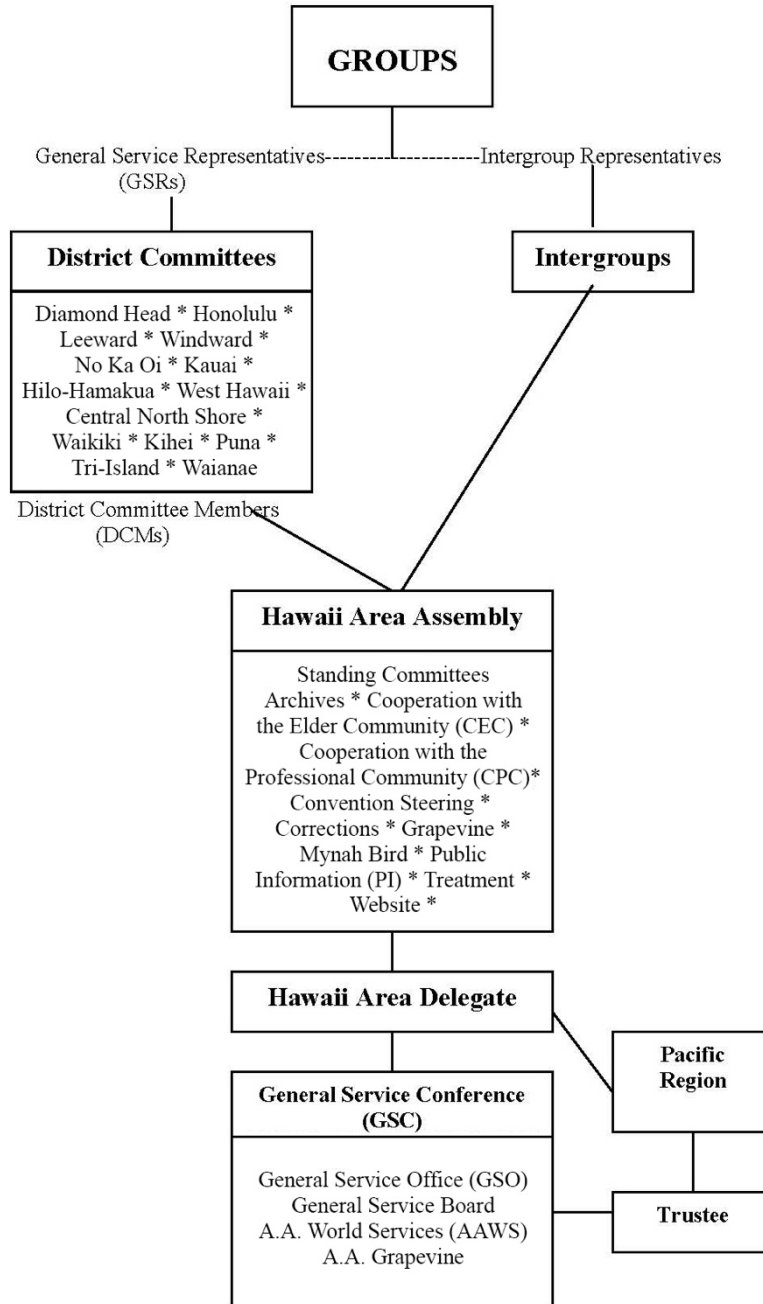 GROUPS
General Service Representatives
(GSRs)
Intergroup Representatives
District Committees
Diamond Head * Honolulu *
Leeward * Windward *
No Ka Oi * Kauai *
Hilo-Hamakua * West Hawaii *
Central North Shore *
Waikiki * Kihei * Puna *
Tri-Island * Waianae
Intergroups
District Committee Members
(DCMs)
Hawaii Area Assembly
Standing Committees
Archives * Cooperation with
the Elder Community (CEC) *
Cooperation with the
Professional Community (CPC)*
Convention Steering *
Corrections * Grapevine *
Mynah Bird * Public
Information (PI) * Treatment *
Website *
Hawaii Area Delegate
Pacific
Region
General Service Conference
(GSC)
General Service Office (GSO)
General Service Board
A.A. World Services (AAWS)
A.A. Grapevine
Trustee